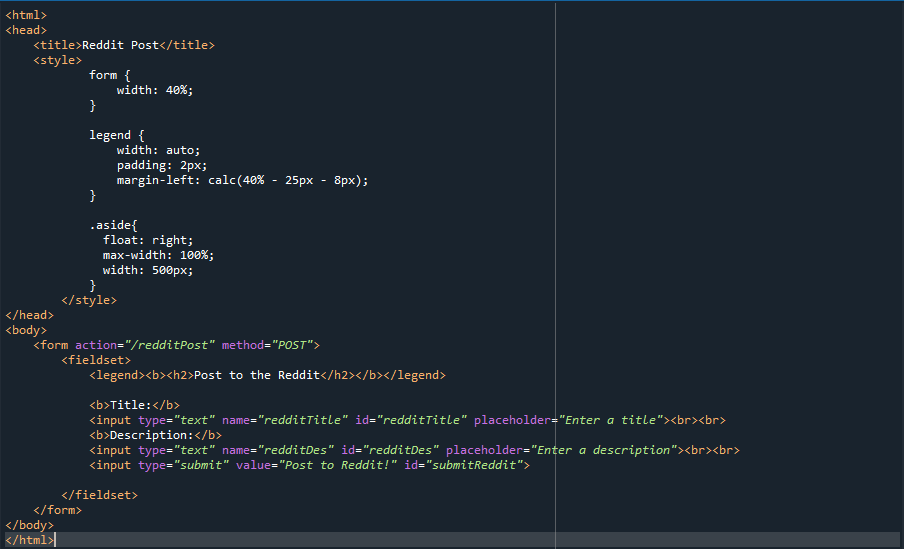 <html>
<head>
    <title>Reddit Post</title>
    <style>
            form {
                width: 40%;
            }

            legend {
                width: auto;
                padding: 2px;
                margin-left: calc(40% - 25px - 8px);
            }

            .aside{
              float: right;
              max-width: 100%;
              width: 500px;
            }
        </style>
</head>
<body>
    <form action="/redditPost" method="POST">
        <fieldset>
            <legend><b><h2>Post to the Reddit</h2></b></legend>

            <b>Title:</b>
            <input type="text" name="redditTitle" id="redditTitle" placeholder="Enter a title"><br><br>
            <b>Description:</b>
            <input type="text" name="redditDes" id="redditDes" placeholder="Enter a description"><br><br>
            <input type="submit" value="Post to Reddit!" id="submitReddit">

        </fieldset>
    </form>
</body>
</html>